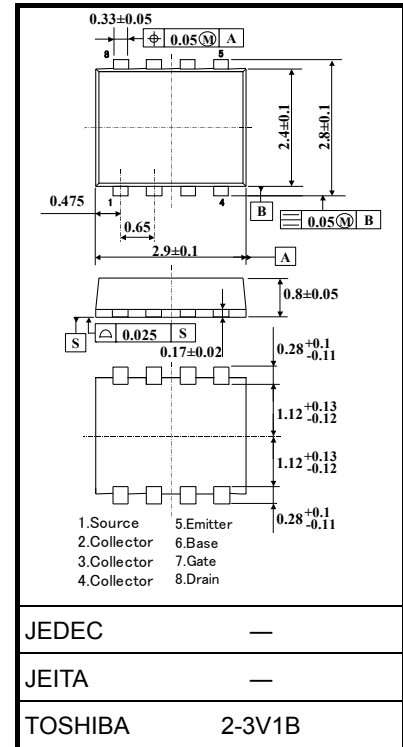 0.33±0.05
⌖ 0.05Ⓜ A
8 5
2.4±0.1
2.8±0.1
0.475
1 4
B
⌯ 0.05Ⓜ B
0.65
2.9±0.1
A
0.8±0.05
S
⌓ 0.025 S
0.17±0.02
0.28 +0.1 -0.11
1.12 +0.13 -0.12
1.12 +0.13 -0.12
0.28 +0.1 -0.11
1.Source 5.Emitter
2.Collector 6.Base
3.Collector 7.Gate
4.Collector 8.Drain
JEDEC —
JEITA —
TOSHIBA 2-3V1B